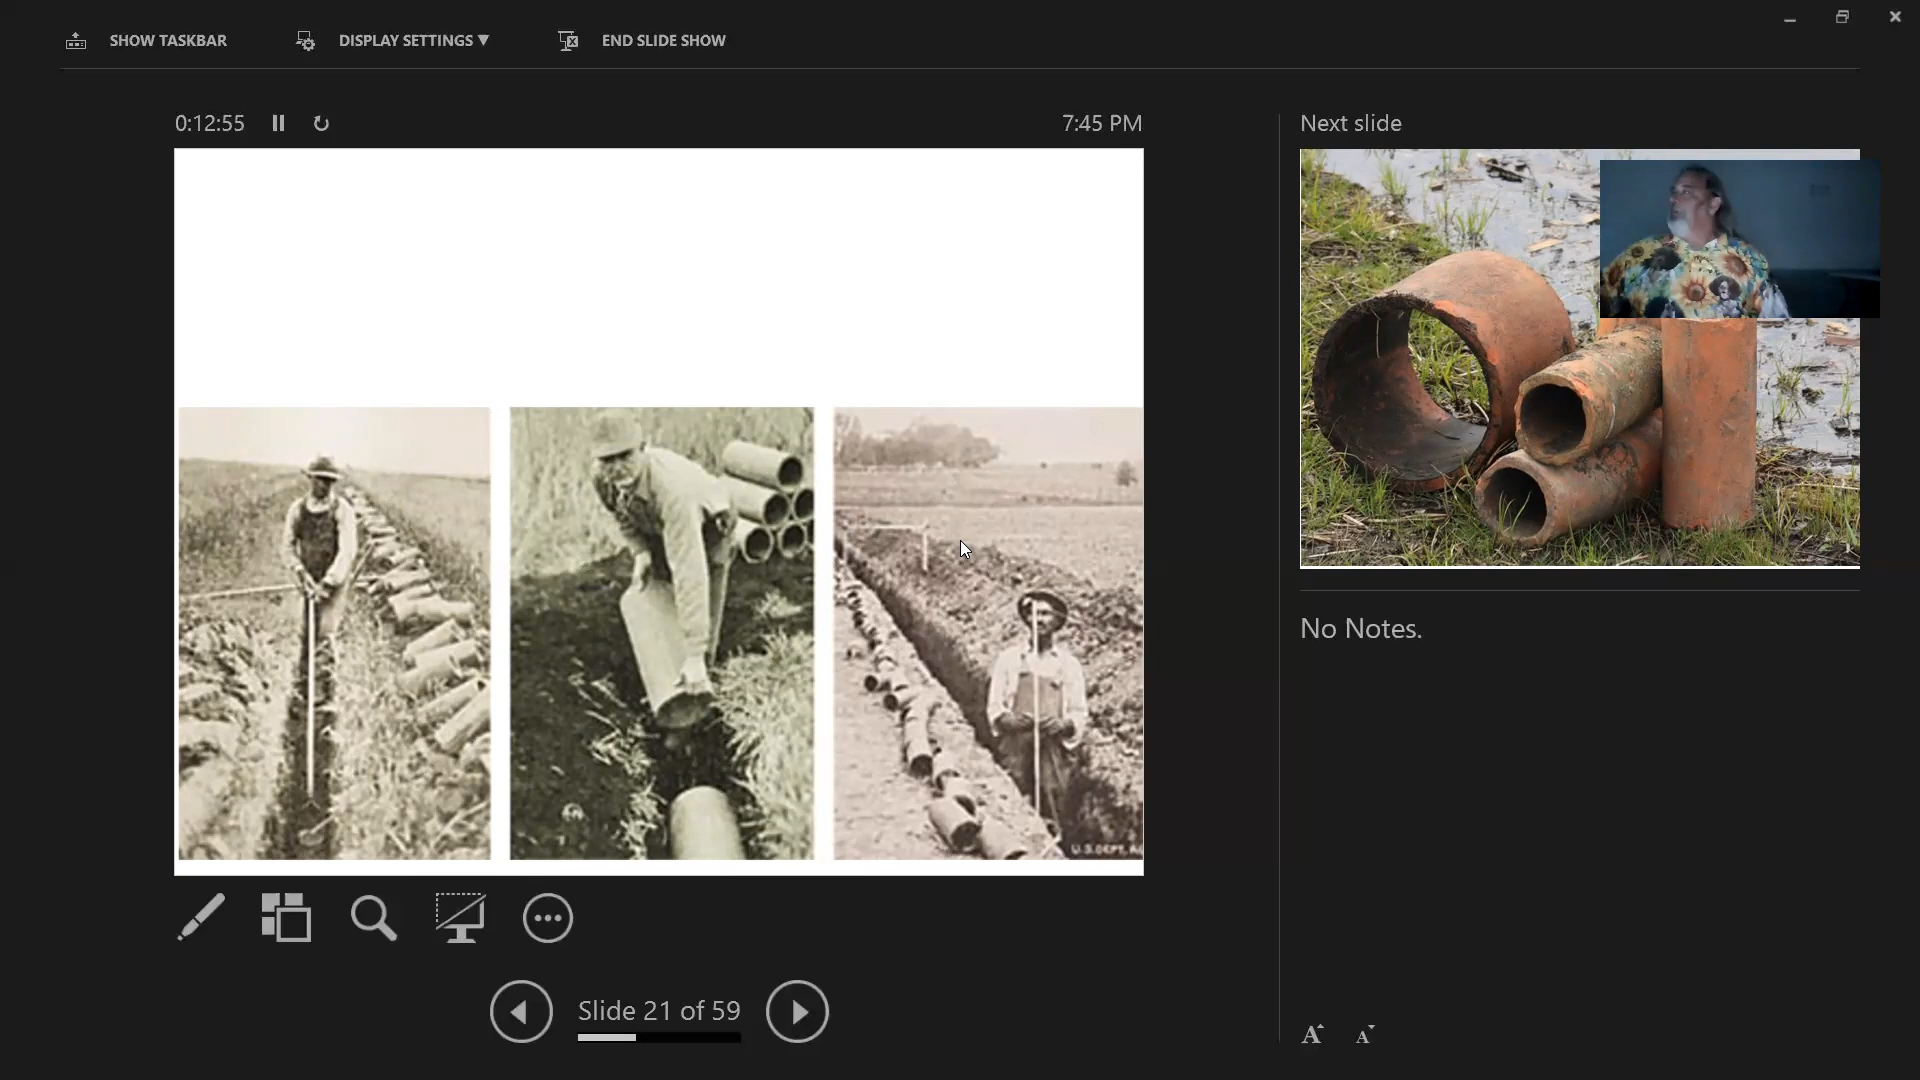 SHOW TASKBAR
DISPLAY SETTINGS ▼
END SLIDE SHOW
0:12:55
7:45 PM
Next slide
U.S. DEPT. A
No Notes.
Slide 21 of 59
A A